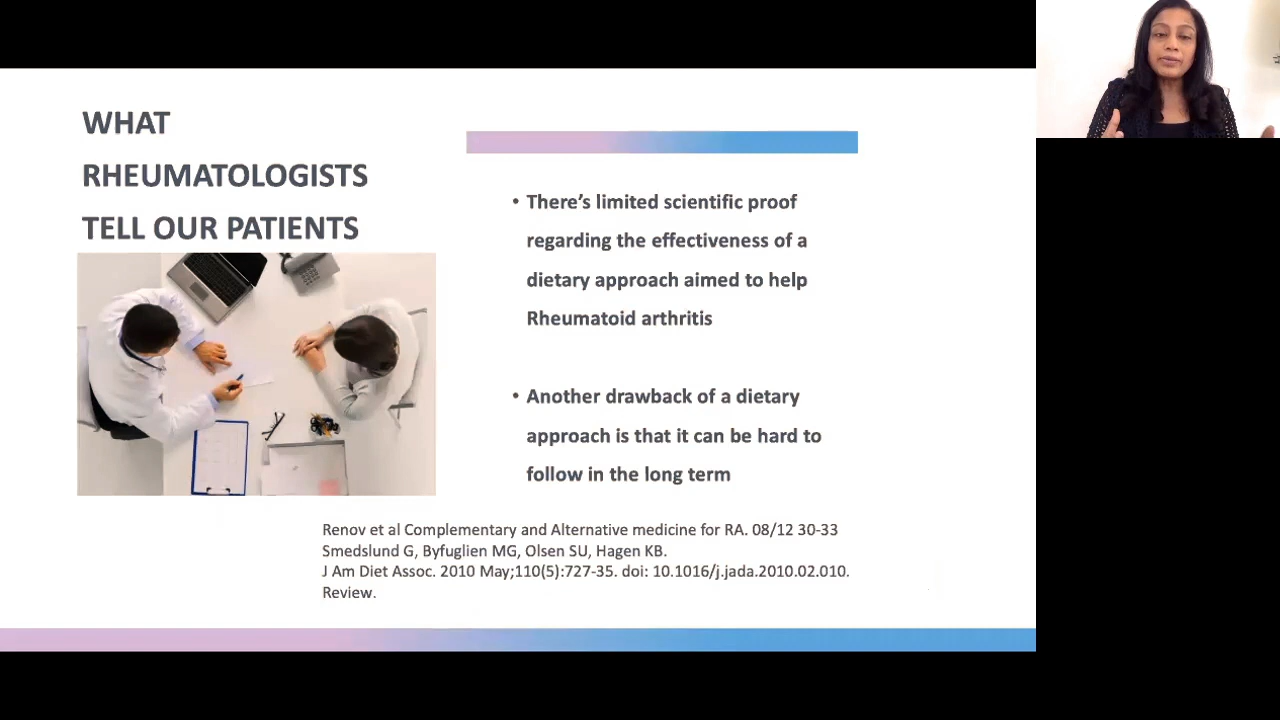 WHAT
RHEUMATOLOGISTS
TELL OUR PATIENTS
• There’s limited scientific proof
regarding the effectiveness of a
dietary approach aimed to help
Rheumatoid arthritis
• Another drawback of a dietary
approach is that it can be hard to
follow in the long term
Renov et al Complementary and Alternative medicine for RA. 08/12 30-33
Smedslund G, Byfuglien MG, Olsen SU, Hagen KB.
J Am Diet Assoc. 2010 May;110(5):727-35. doi: 10.1016/j.jada.2010.02.010.
Review.